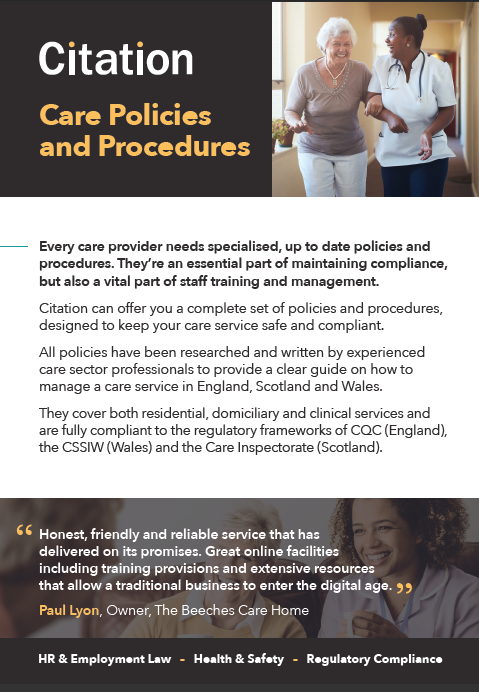 Citation
Care Policies
and Procedures
Every care provider needs specialised, up to date policies and
procedures. They’re an essential part of maintaining compliance,
but also a vital part of staff training and management.
Citation can offer you a complete set of policies and procedures,
designed to keep your care service safe and compliant.
All policies have been researched and written by experienced
care sector professionals to provide a clear guide on how to
manage a care service in England, Scotland and Wales.
They cover both residential, domiciliary and clinical services and
are fully compliant to the regulatory frameworks of CQC (England),
the CSSIW (Wales) and the Care Inspectorate (Scotland).
“ Honest, friendly and reliable service that has
delivered on its promises. Great online facilities
including training provisions and extensive resources
that allow a traditional business to enter the digital age. ”
Paul Lyon, Owner, The Beeches Care Home
HR & Employment Law – Health & Safety – Regulatory Compliance